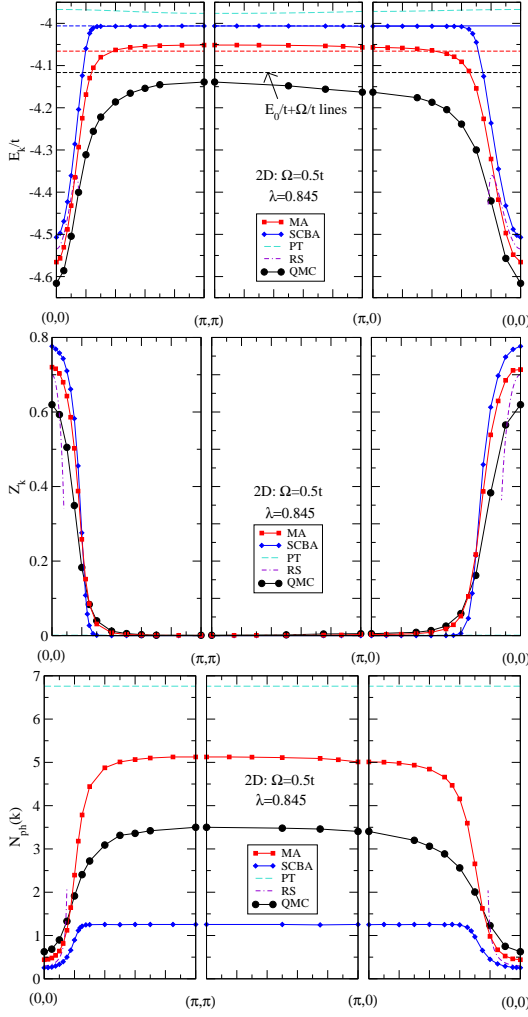 -4
-4.1
-4.2
-4.3
-4.4
-4.5
-4.6
E_k/t
E_0/t+Ω/t lines
2D: Ω=0.5t
λ=0.845
MA
SCBA
PT
RS
QMC
(0,0)
(π,π)
(π,0)
(0,0)
0.8
0.6
0.4
0.2
0
Z_k
2D: Ω=0.5t
λ=0.845
MA
SCBA
PT
RS
QMC
(0,0)
(π,π)
(π,0)
(0,0)
7
6
5
4
3
2
1
0
N_ph(k)
2D: Ω=0.5t
λ=0.845
MA
SCBA
PT
RS
QMC
(0,0)
(π,π)
(π,0)
(0,0)